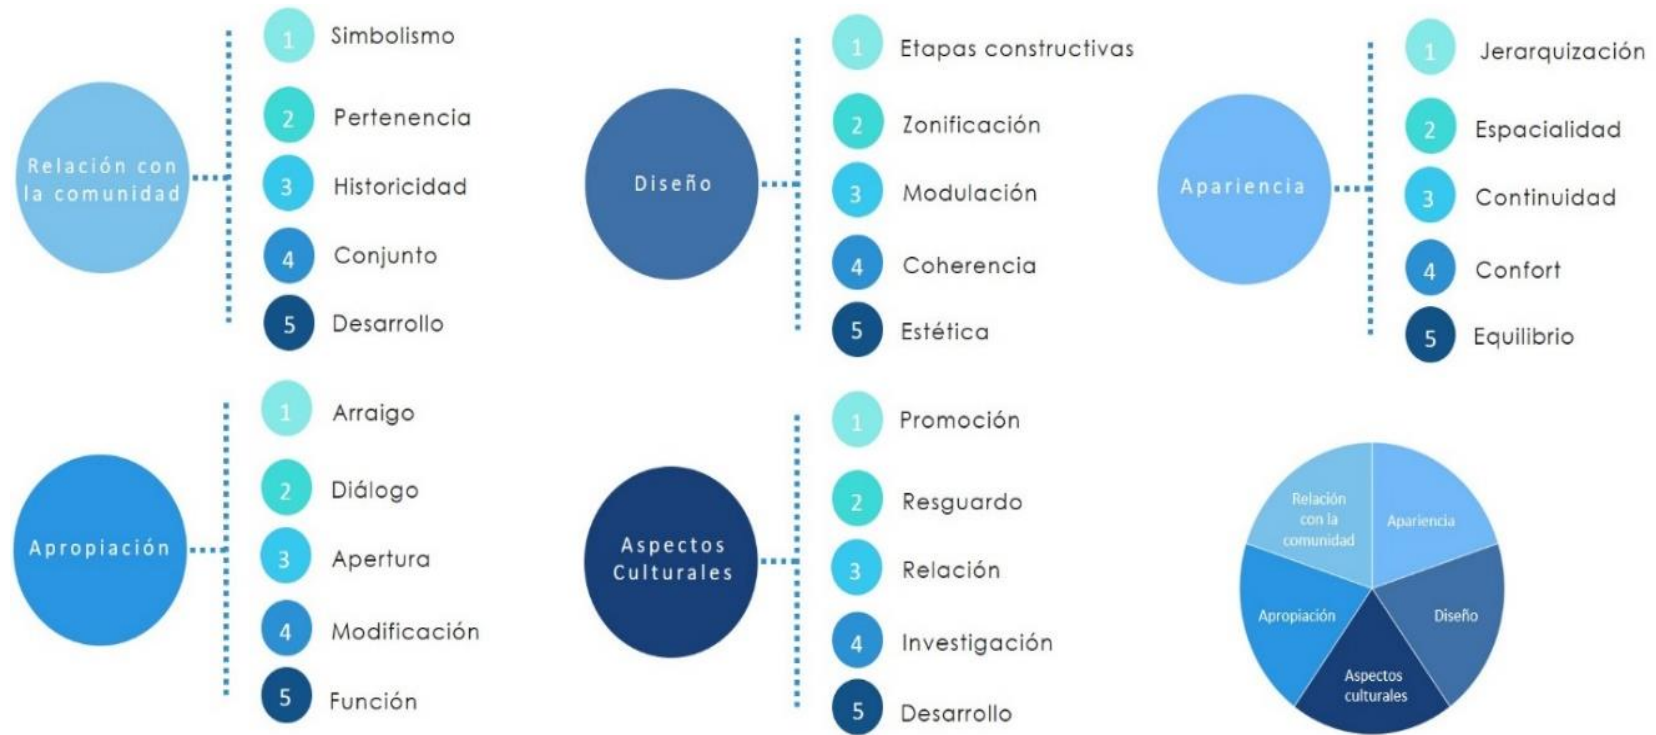 Relación con
la comunidad
1 Simbolismo
2 Pertenencia
3 Historicidad
4 Conjunto
5 Desarrollo
Diseño
1 Etapas constructivas
2 Zonificación
3 Modulación
4 Coherencia
5 Estética
Apariencia
1 Jerarquización
2 Espacialidad
3 Continuidad
4 Confort
5 Equilibrio
Apropiación
1 Arraigo
2 Diálogo
3 Apertura
4 Modificación
5 Función
Aspectos
Culturales
1 Promoción
2 Resguardo
3 Relación
4 Investigación
5 Desarrollo
Relación
con la
comunidad
Apariencia
Apropiación
Diseño
Aspectos
culturales